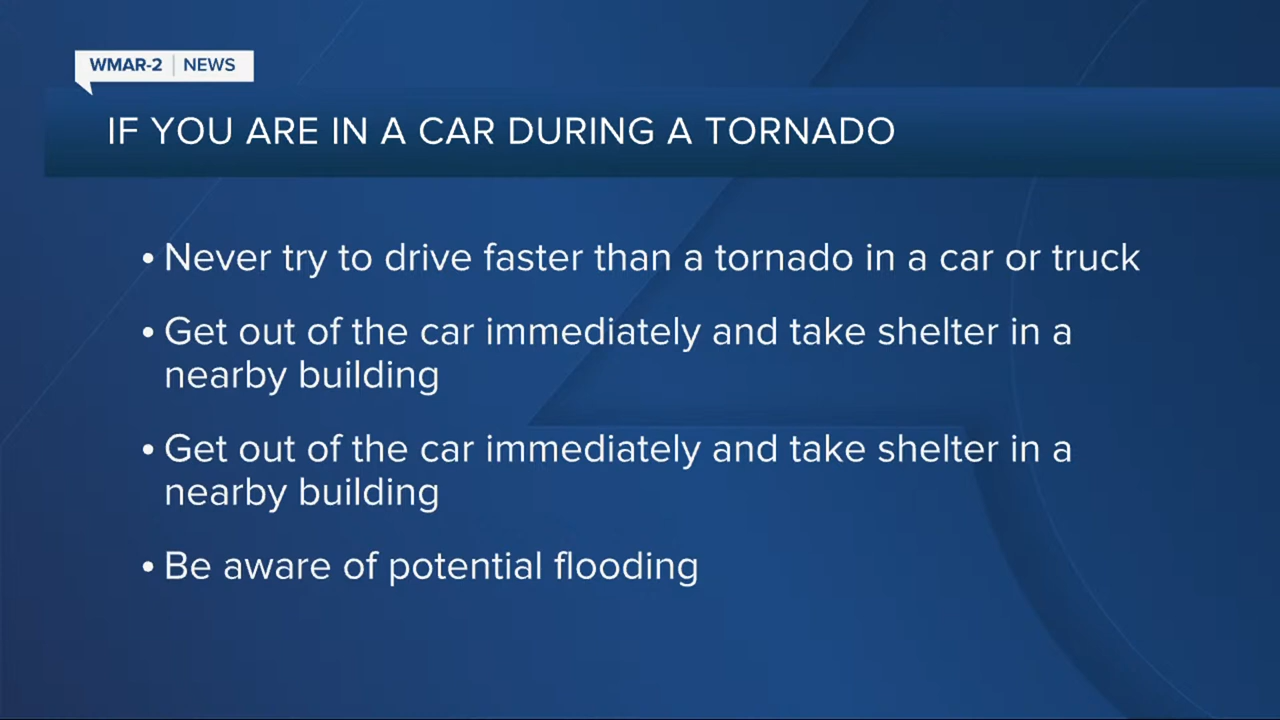 WMAR-2 | NEWS
IF YOU ARE IN A CAR DURING A TORNADO
• Never try to drive faster than a tornado in a car or truck
• Get out of the car immediately and take shelter in a
nearby building
• Get out of the car immediately and take shelter in a
nearby building
• Be aware of potential flooding